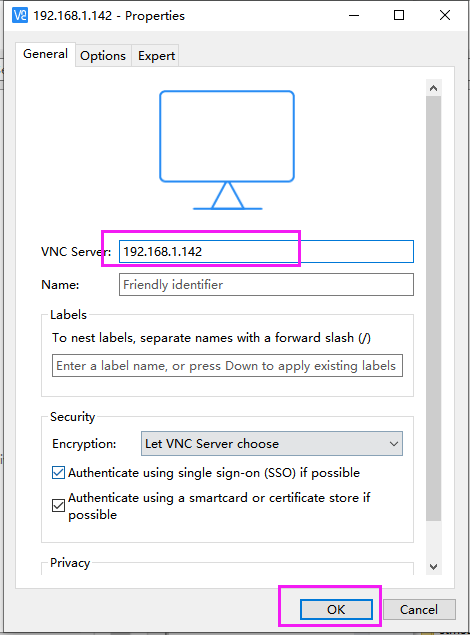 192.168.1.142 - Properties
General Options Expert
VNC Server: 192.168.1.142
Name: Friendly identifier
Labels
To nest labels, separate names with a forward slash (/)
Enter a label name, or press Down to apply existing labels
Security
Encryption: Let VNC Server choose
Authenticate using single sign-on (SSO) if possible
Authenticate using a smartcard or certificate store if
possible
Privacy
OK Cancel